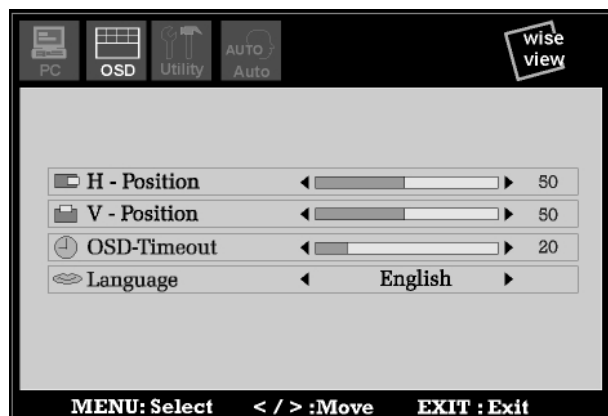 PC
OSD
Utility
AUTO
Auto
wise
view
H - Position 50
V - Position 50
OSD-Timeout 20
Language English
MENU: Select < / > :Move EXIT : Exit